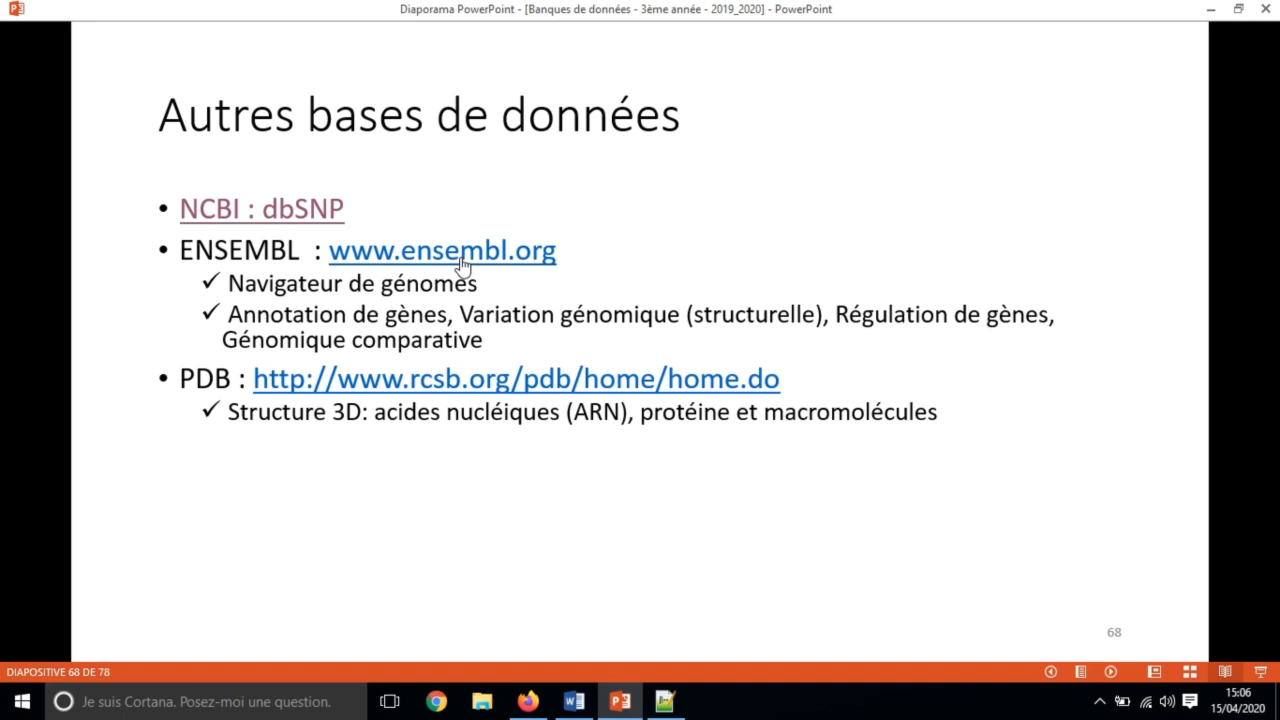 Diaporama PowerPoint - [Banques de données - 3ème année - 2019_2020] - PowerPoint
Autres bases de données
• NCBI : dbSNP
• ENSEMBL : www.ensembl.org
✓ Navigateur de génomes
✓ Annotation de gènes, Variation génomique (structurelle), Régulation de gènes,
Génomique comparative
• PDB : http://www.rcsb.org/pdb/home/home.do
✓ Structure 3D: acides nucléiques (ARN), protéine et macromolécules
68
DIAPOSITIVE 68 DE 78
Je suis Cortana. Posez-moi une question.
15:06
15/04/2020